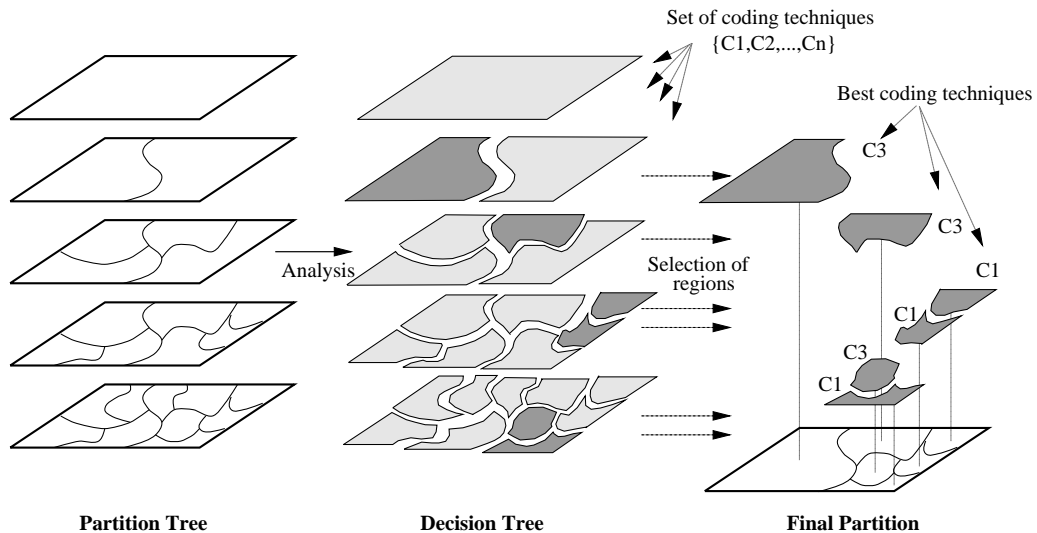 Set of coding techniques
{C1,C2,...,Cn}
Best coding techniques
C3
C3
Analysis
Selection of
regions
C1
C1
C3
C1
Partition Tree
Decision Tree
Final Partition